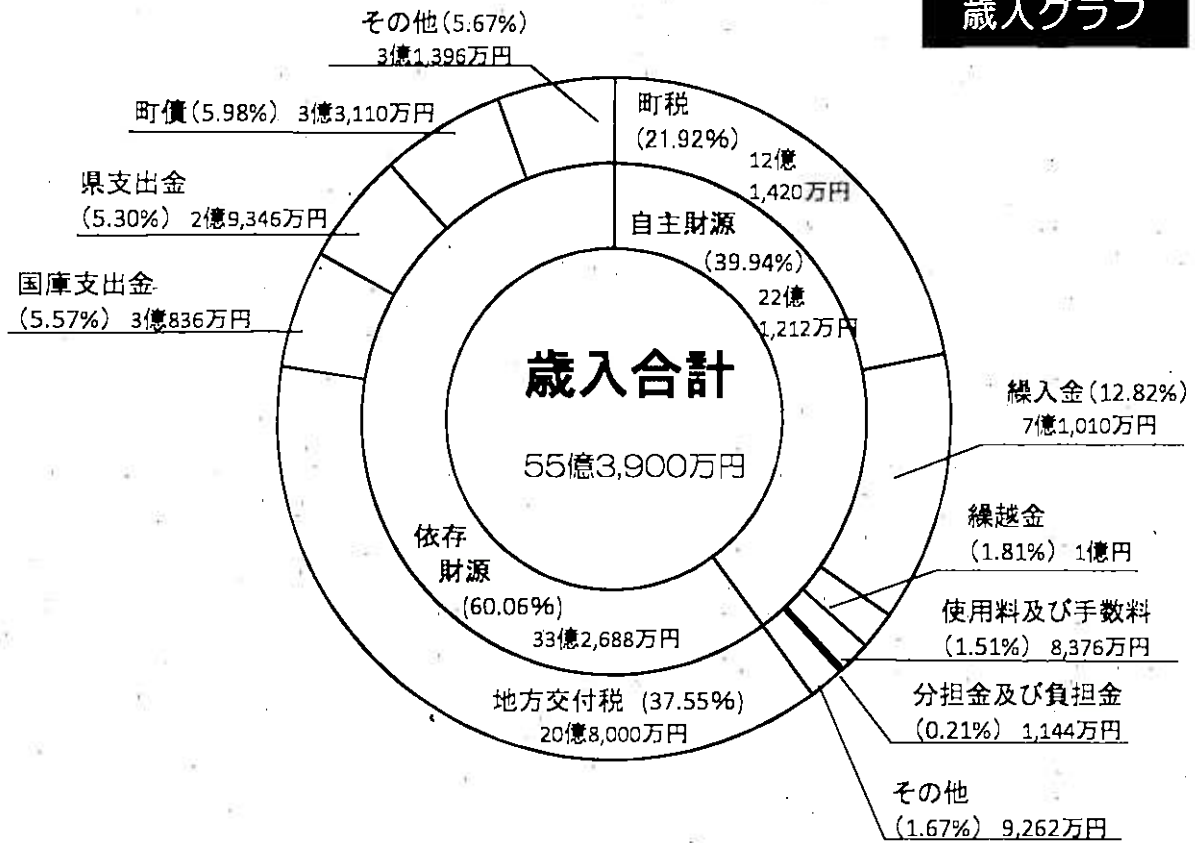 歳入グラフ
その他(5.67%)
3億1,396万円
町債(5.98%) 3億3,110万円
県支出金
(5.30%) 2億9,346万円
国庫支出金
(5.57%) 3億836万円
町税
(21.92%)
12億
1,420万円
自主財源
(39.94%)
22億
1,212万円
歳入合計
55億3,900万円
繰入金(12.82%)
7億1,010万円
繰越金
(1.81%) 1億円
使用料及び手数料
(1.51%) 8,376万円
分担金及び負担金
(0.21%) 1,144万円
その他
(1.67%) 9,262万円
依存
財源
(60.06%)
33億2,688万円
地方交付税 (37.55%)
20億8,000万円